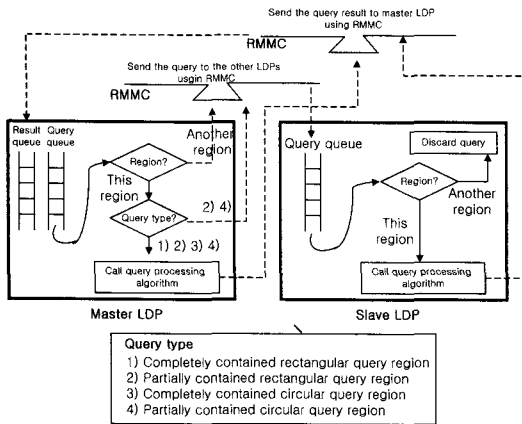 Send the query result to master LDP
using RMMC
RMMC
Send the query to the other LDPs
usgin RMMC
RMMC
Result queue
Query queue
Region?
Another region
This region
Query type?
2) 4)
1) 2) 3) 4)
Call query processing
algorithm
Master LDP
Query queue
Discard query
Region?
Another region
This region
Call query processing
algorithm
Slave LDP
Query type
1) Completely contained rectangular query region
2) Partially contained rectangular query region
3) Completely contained circular query region
4) Partially contained circular query region